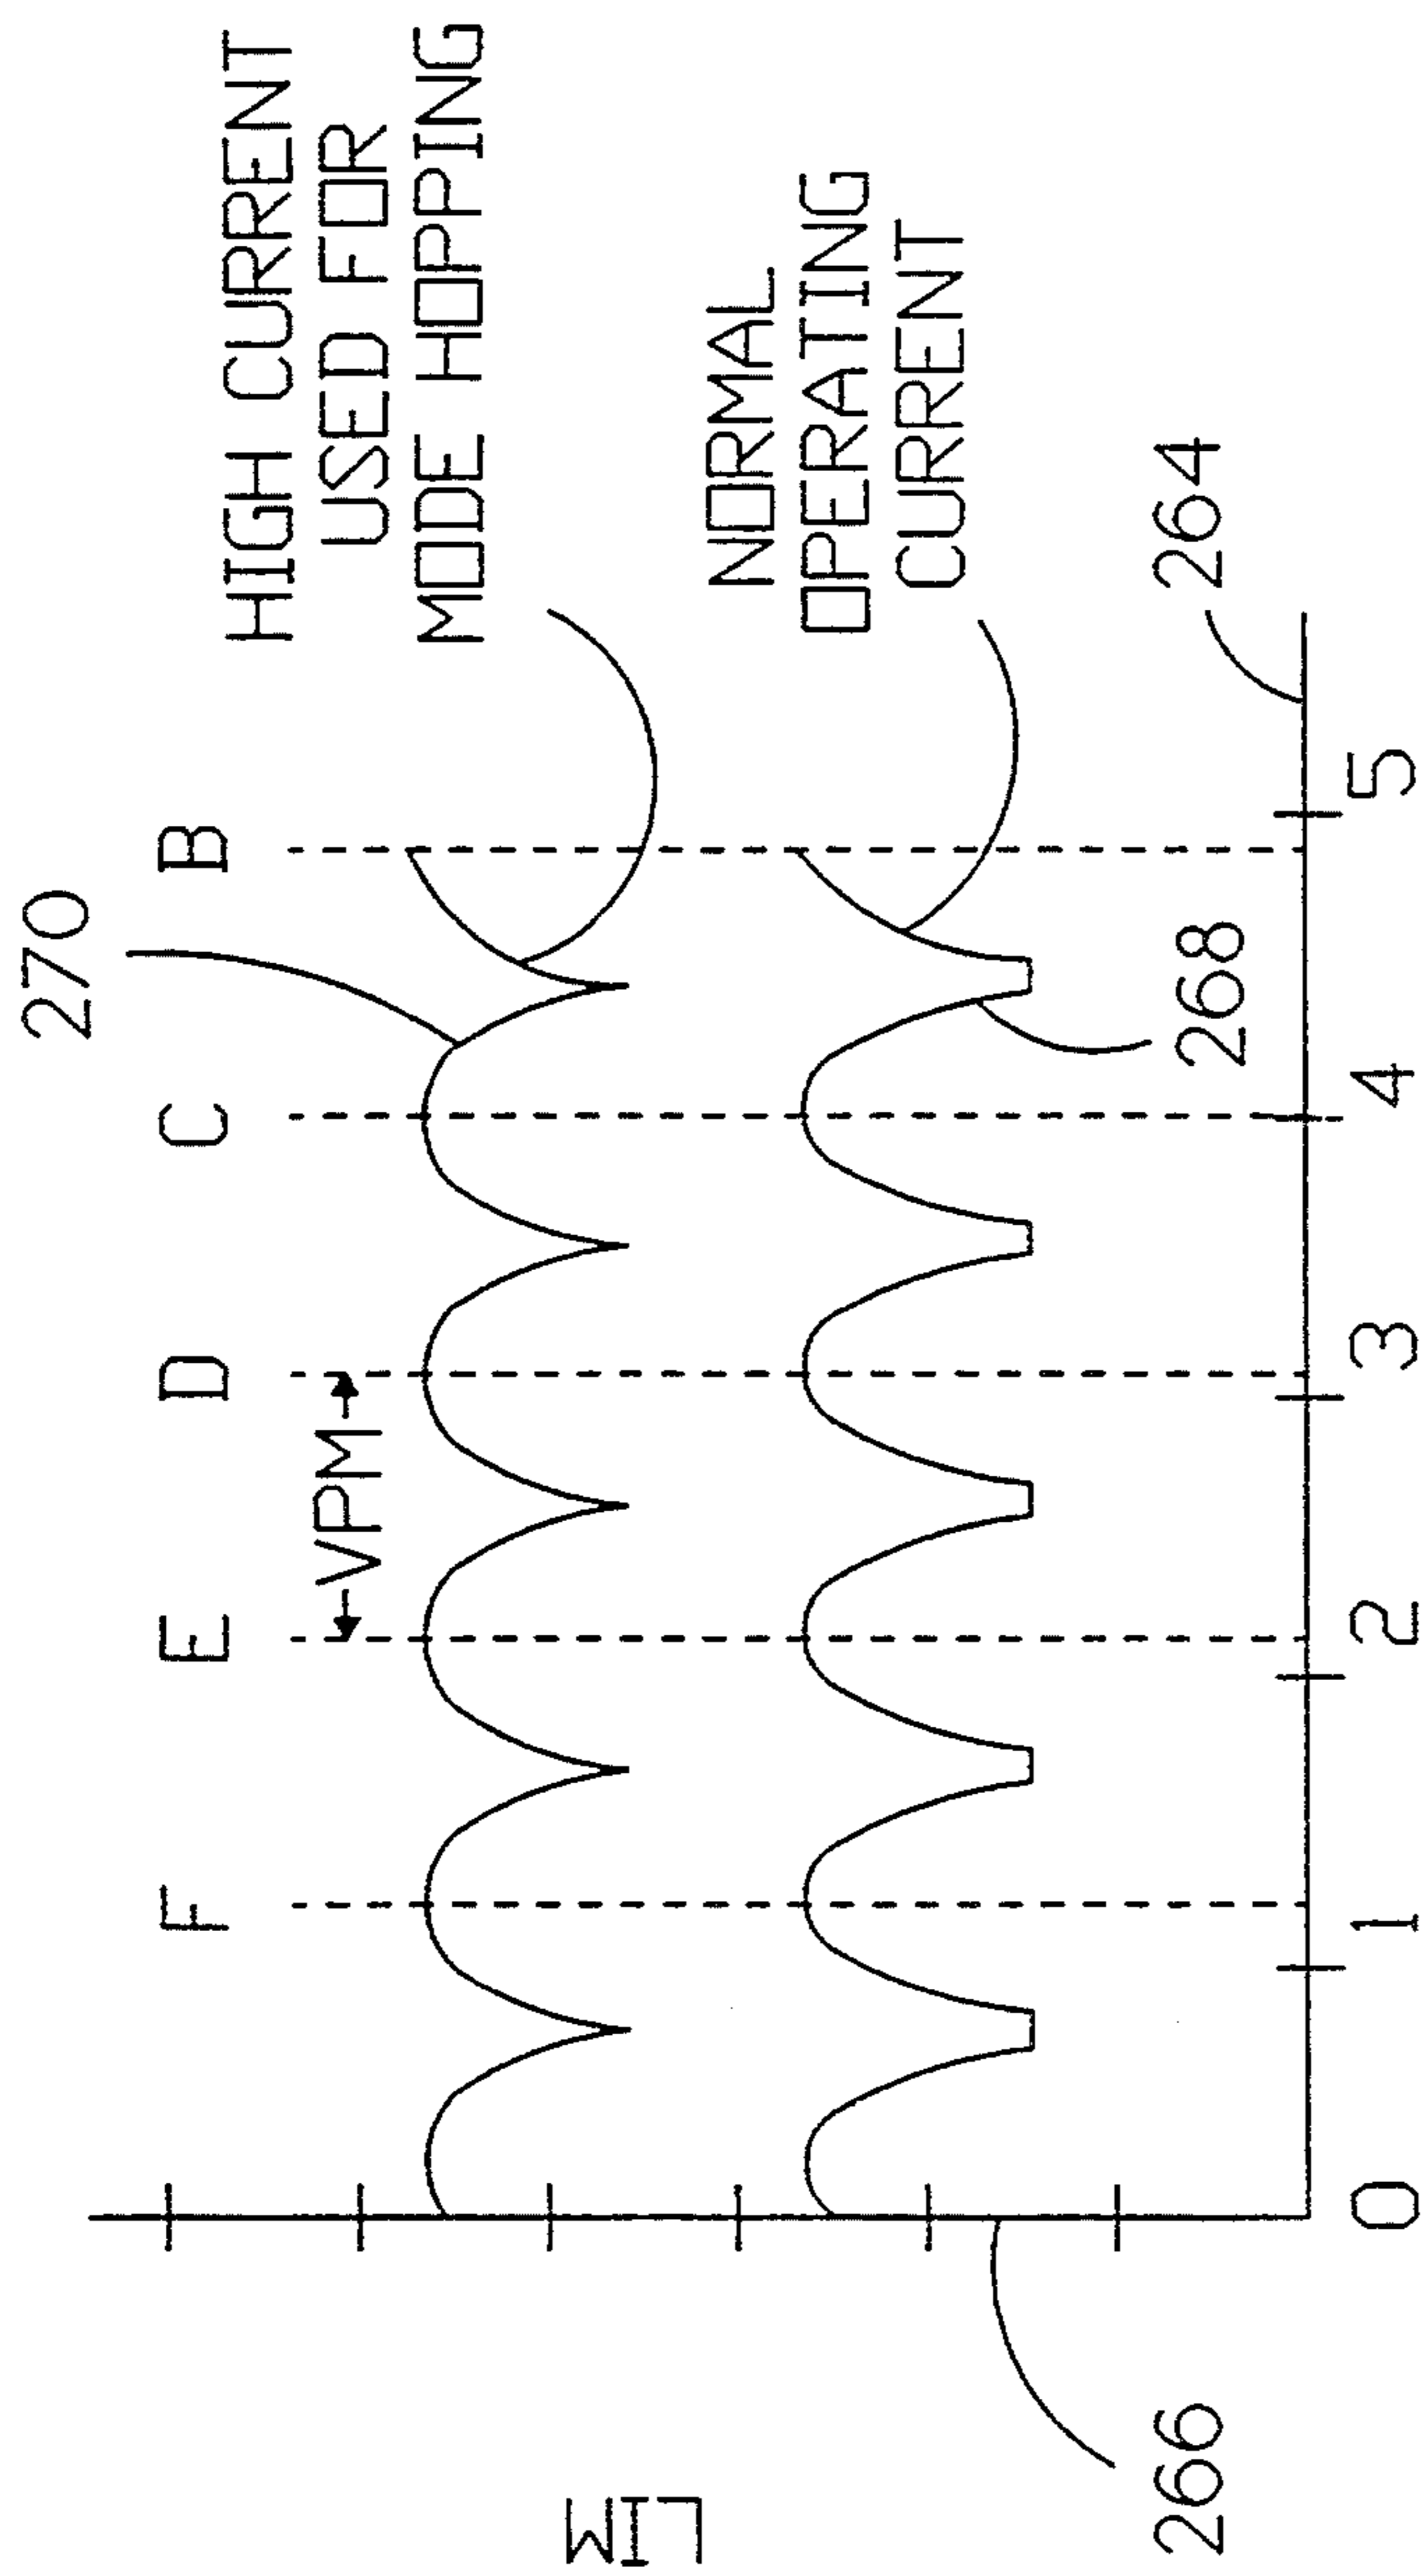 270
F
E
D
C
B
VPM
HIGH CURRENT
USED FOR
MODE HOPPING
NORMAL
OPERATING
CURRENT
LIM
266
268
264
0
1
2
3
4
5